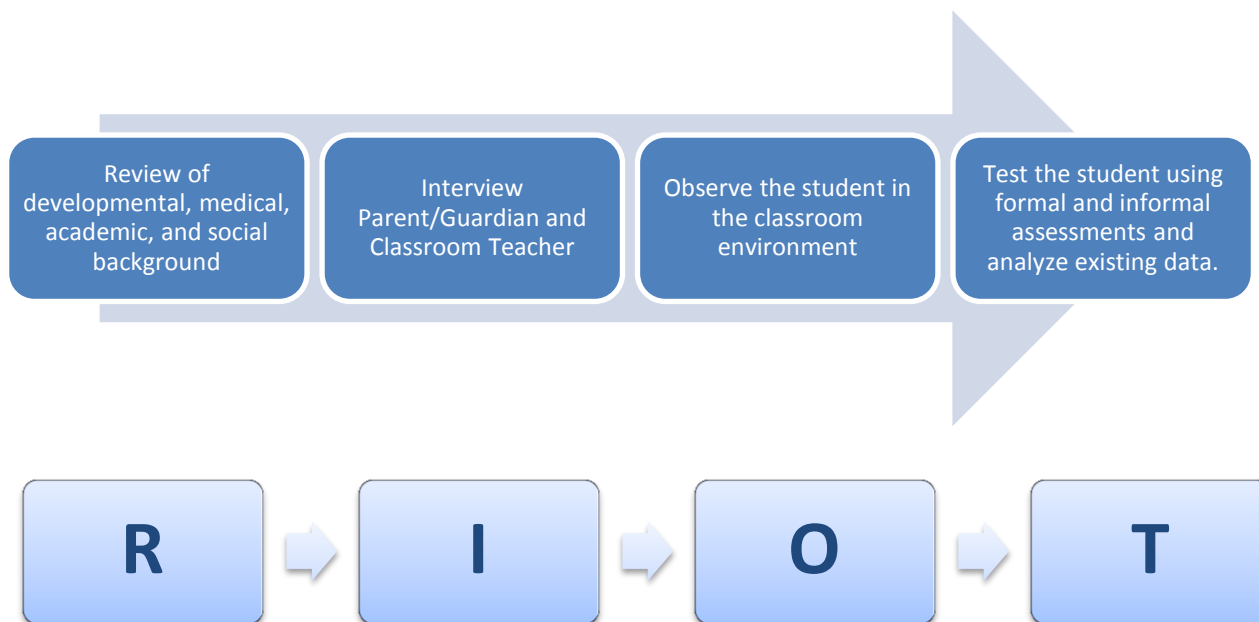 Review of
developmental, medical,
academic, and social
background
Interview
Parent/Guardian and
Classroom Teacher
Observe the student in
the classroom
environment
Test the student using
formal and informal
assessments and
analyze existing data.
R
I
O
T